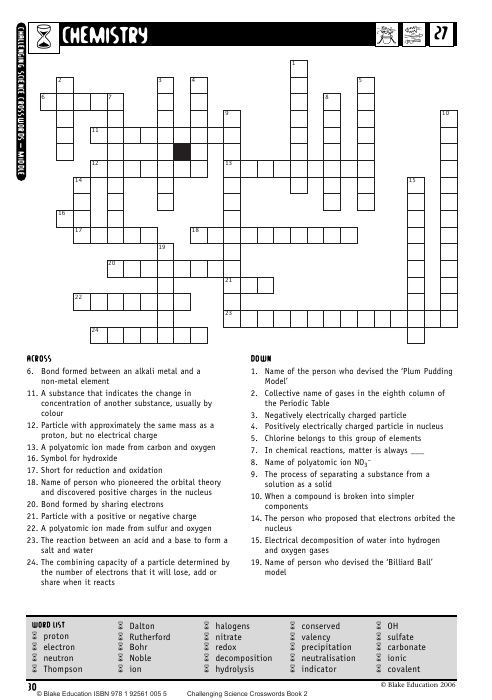 CHEMISTRY
27
CHALLENGING SCIENCE CROSSWORDS – MIDDLE
1
2
3
4
5
6
7
8
9
10
11
12
13
14
15
16
17
18
19
20
21
22
23
24
ACROSS
6. Bond formed between an alkali metal and a
non-metal element
11. A substance that indicates the change in
concentration of another substance, usually by
colour
12. Particle with approximately the same mass as a
proton, but no electrical charge
13. A polyatomic ion made from carbon and oxygen
16. Symbol for hydroxide
17. Short for reduction and oxidation
18. Name of person who pioneered the orbital theory
and discovered positive charges in the nucleus
20. Bond formed by sharing electrons
21. Particle with a positive or negative charge
22. A polyatomic ion made from sulfur and oxygen
23. The reaction between an acid and a base to form a
salt and water
24. The combining capacity of a particle determined by
the number of electrons that it will lose, add or
share when it reacts
DOWN
1. Name of the person who devised the 'Plum Pudding
Model'
2. Collective name of gases in the eighth column of
the Periodic Table
3. Negatively electrically charged particle
4. Positively electrically charged particle in nucleus
5. Chlorine belongs to this group of elements
7. In chemical reactions, matter is always ___
8. Name of polyatomic ion NO₃⁻
9. The process of separating a substance from a
solution as a solid
10. When a compound is broken into simpler
components
14. The person who proposed that electrons orbited the
nucleus
15. Electrical decomposition of water into hydrogen
and oxygen gases
19. Name of person who devised the 'Billiard Ball'
model
WORD LIST
proton
electron
neutron
Thompson
Dalton
Rutherford
Bohr
Noble
ion
halogens
nitrate
redox
decomposition
hydrolysis
conserved
valency
precipitation
neutralisation
indicator
OH
sulfate
carbonate
ionic
covalent
30
© Blake Education 2006
© Blake Education ISBN 978 1 92561 005 5 Challenging Science Crosswords Book 2